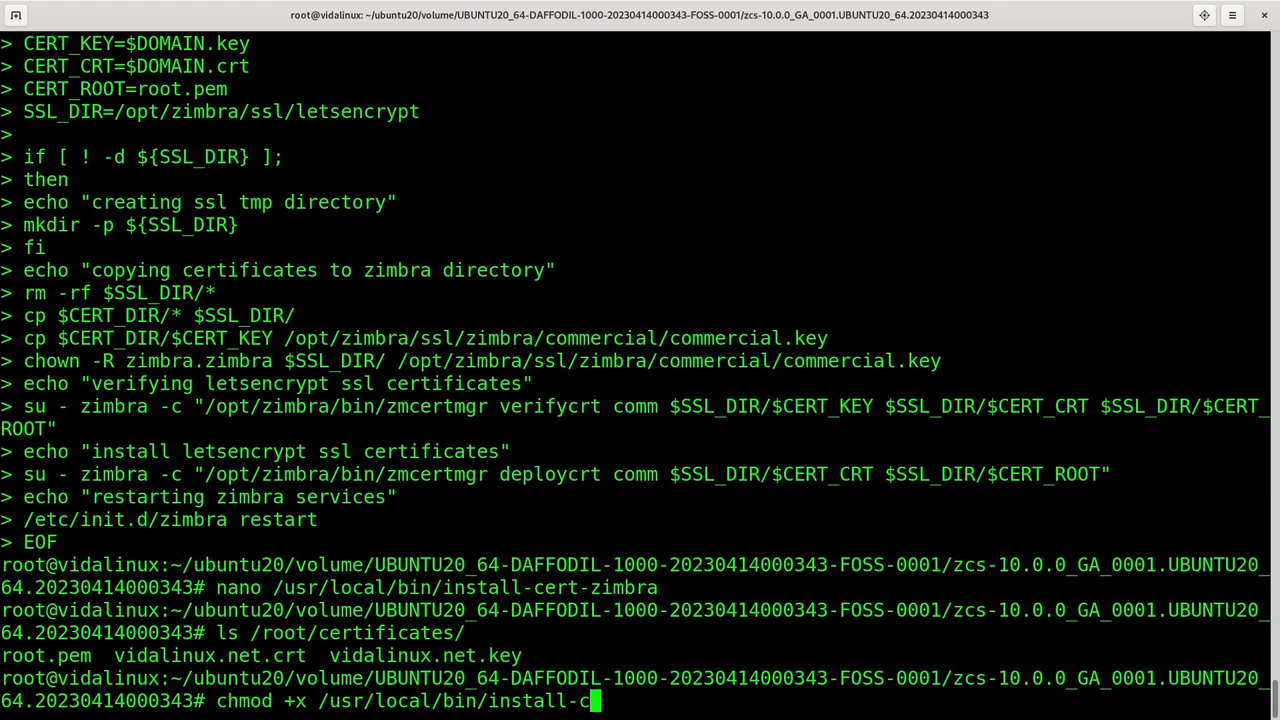 root@vidalinux: ~/ubuntu20/volume/UBUNTU20_64-DAFFODIL-1000-20230414000343-FOSS-0001/zcs-10.0.0_GA_0001.UBUNTU20_64.20230414000343
> CERT_KEY=$DOMAIN.key
> CERT_CRT=$DOMAIN.crt
> CERT_ROOT=root.pem
> SSL_DIR=/opt/zimbra/ssl/letsencrypt
>
> if [ ! -d ${SSL_DIR} ];
> then
> echo "creating ssl tmp directory"
> mkdir -p ${SSL_DIR}
> fi
> echo "copying certificates to zimbra directory"
> rm -rf $SSL_DIR/*
> cp $CERT_DIR/* $SSL_DIR/
> cp $CERT_DIR/$CERT_KEY /opt/zimbra/ssl/zimbra/commercial/commercial.key
> chown -R zimbra.zimbra $SSL_DIR/ /opt/zimbra/ssl/zimbra/commercial/commercial.key
> echo "verifying letsencrypt ssl certificates"
> su - zimbra -c "/opt/zimbra/bin/zmcertmgr verifycrt comm $SSL_DIR/$CERT_KEY $SSL_DIR/$CERT_CRT $SSL_DIR/$CERT_
ROOT"
> echo "install letsencrypt ssl certificates"
> su - zimbra -c "/opt/zimbra/bin/zmcertmgr deploycrt comm $SSL_DIR/$CERT_CRT $SSL_DIR/$CERT_ROOT"
> echo "restarting zimbra services"
> /etc/init.d/zimbra restart
> EOF
root@vidalinux:~/ubuntu20/volume/UBUNTU20_64-DAFFODIL-1000-20230414000343-FOSS-0001/zcs-10.0.0_GA_0001.UBUNTU20_
64.20230414000343# nano /usr/local/bin/install-cert-zimbra
root@vidalinux:~/ubuntu20/volume/UBUNTU20_64-DAFFODIL-1000-20230414000343-FOSS-0001/zcs-10.0.0_GA_0001.UBUNTU20_
64.20230414000343# ls /root/certificates/
root.pem  vidalinux.net.crt  vidalinux.net.key
root@vidalinux:~/ubuntu20/volume/UBUNTU20_64-DAFFODIL-1000-20230414000343-FOSS-0001/zcs-10.0.0_GA_0001.UBUNTU20_
64.20230414000343# chmod +x /usr/local/bin/install-c